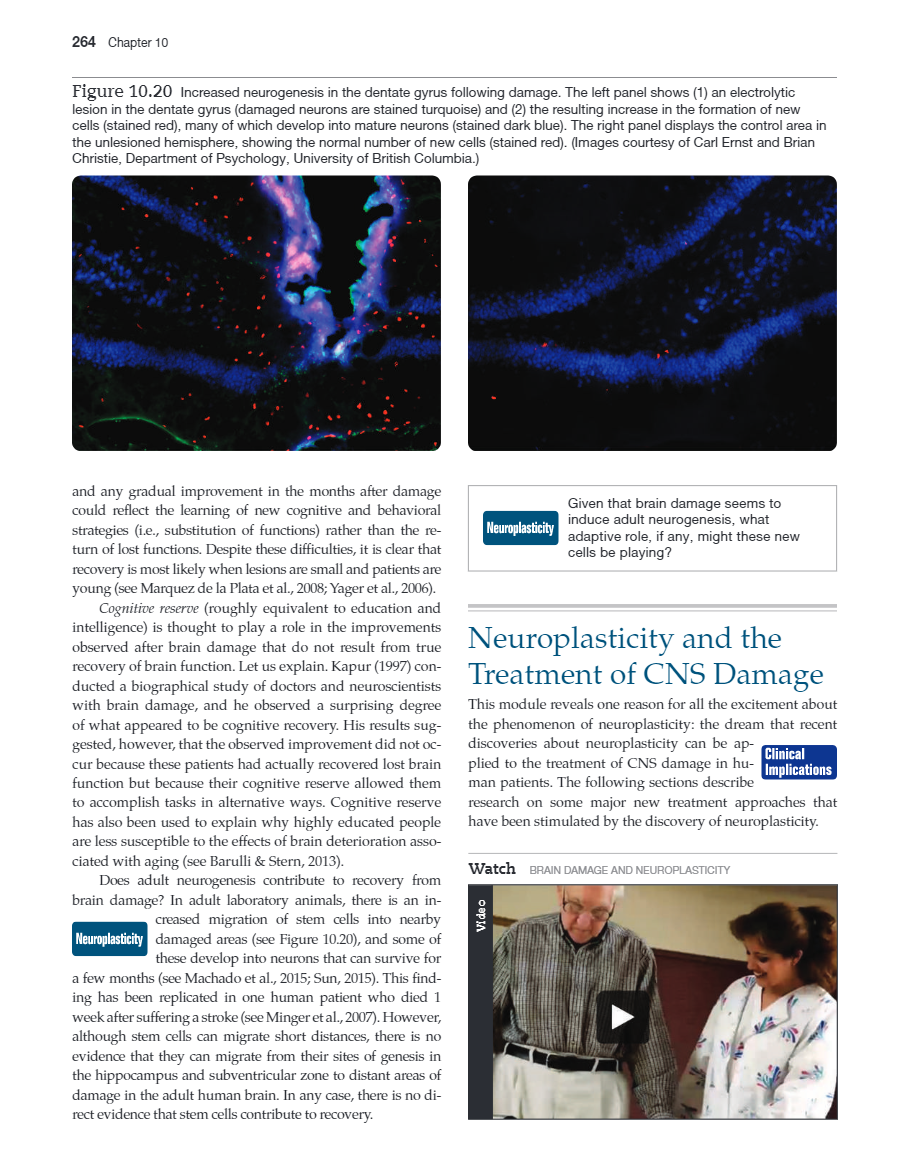 264 Chapter 10
Figure 10.20 Increased neurogenesis in the dentate gyrus following damage. The left panel shows (1) an electrolytic
lesion in the dentate gyrus (damaged neurons are stained turquoise) and (2) the resulting increase in the formation of new
cells (stained red), many of which develop into mature neurons (stained dark blue). The right panel displays the control area in
the unlesioned hemisphere, showing the normal number of new cells (stained red). (Images courtesy of Carl Ernst and Brian
Christie, Department of Psychology, University of British Columbia.)
and any gradual improvement in the months after damage
could reflect the learning of new cognitive and behavioral
strategies (i.e., substitution of functions) rather than the re-
turn of lost functions. Despite these difficulties, it is clear that
recovery is most likely when lesions are small and patients are
young (see Marquez de la Plata et al., 2008; Yager et al., 2006).
Cognitive reserve (roughly equivalent to education and
intelligence) is thought to play a role in the improvements
observed after brain damage that do not result from true
recovery of brain function. Let us explain. Kapur (1997) con-
ducted a biographical study of doctors and neuroscientists
with brain damage, and he observed a surprising degree
of what appeared to be cognitive recovery. His results sug-
gested, however, that the observed improvement did not oc-
cur because these patients had actually recovered lost brain
function but because their cognitive reserve allowed them
to accomplish tasks in alternative ways. Cognitive reserve
has also been used to explain why highly educated people
are less susceptible to the effects of brain deterioration asso-
ciated with aging (see Barulli & Stern, 2013).
Does adult neurogenesis contribute to recovery from
brain damage? In adult laboratory animals, there is an in-
creased migration of stem cells into nearby
Neuroplasticity damaged areas (see Figure 10.20), and some of
these develop into neurons that can survive for
a few months (see Machado et al., 2015; Sun, 2015). This find-
ing has been replicated in one human patient who died 1
week after suffering a stroke (see Minger et al., 2007). However,
although stem cells can migrate short distances, there is no
evidence that they can migrate from their sites of genesis in
the hippocampus and subventricular zone to distant areas of
damage in the adult human brain. In any case, there is no di-
rect evidence that stem cells contribute to recovery.
Neuroplasticity
Given that brain damage seems to
induce adult neurogenesis, what
adaptive role, if any, might these new
cells be playing?
Neuroplasticity and the
Treatment of CNS Damage
This module reveals one reason for all the excitement about
the phenomenon of neuroplasticity: the dream that recent
discoveries about neuroplasticity can be ap-
plied to the treatment of CNS damage in hu-
man patients. The following sections describe
Clinical
Implications
research on some major new treatment approaches that
have been stimulated by the discovery of neuroplasticity.
Watch BRAIN DAMAGE AND NEUROPLASTICITY
Video